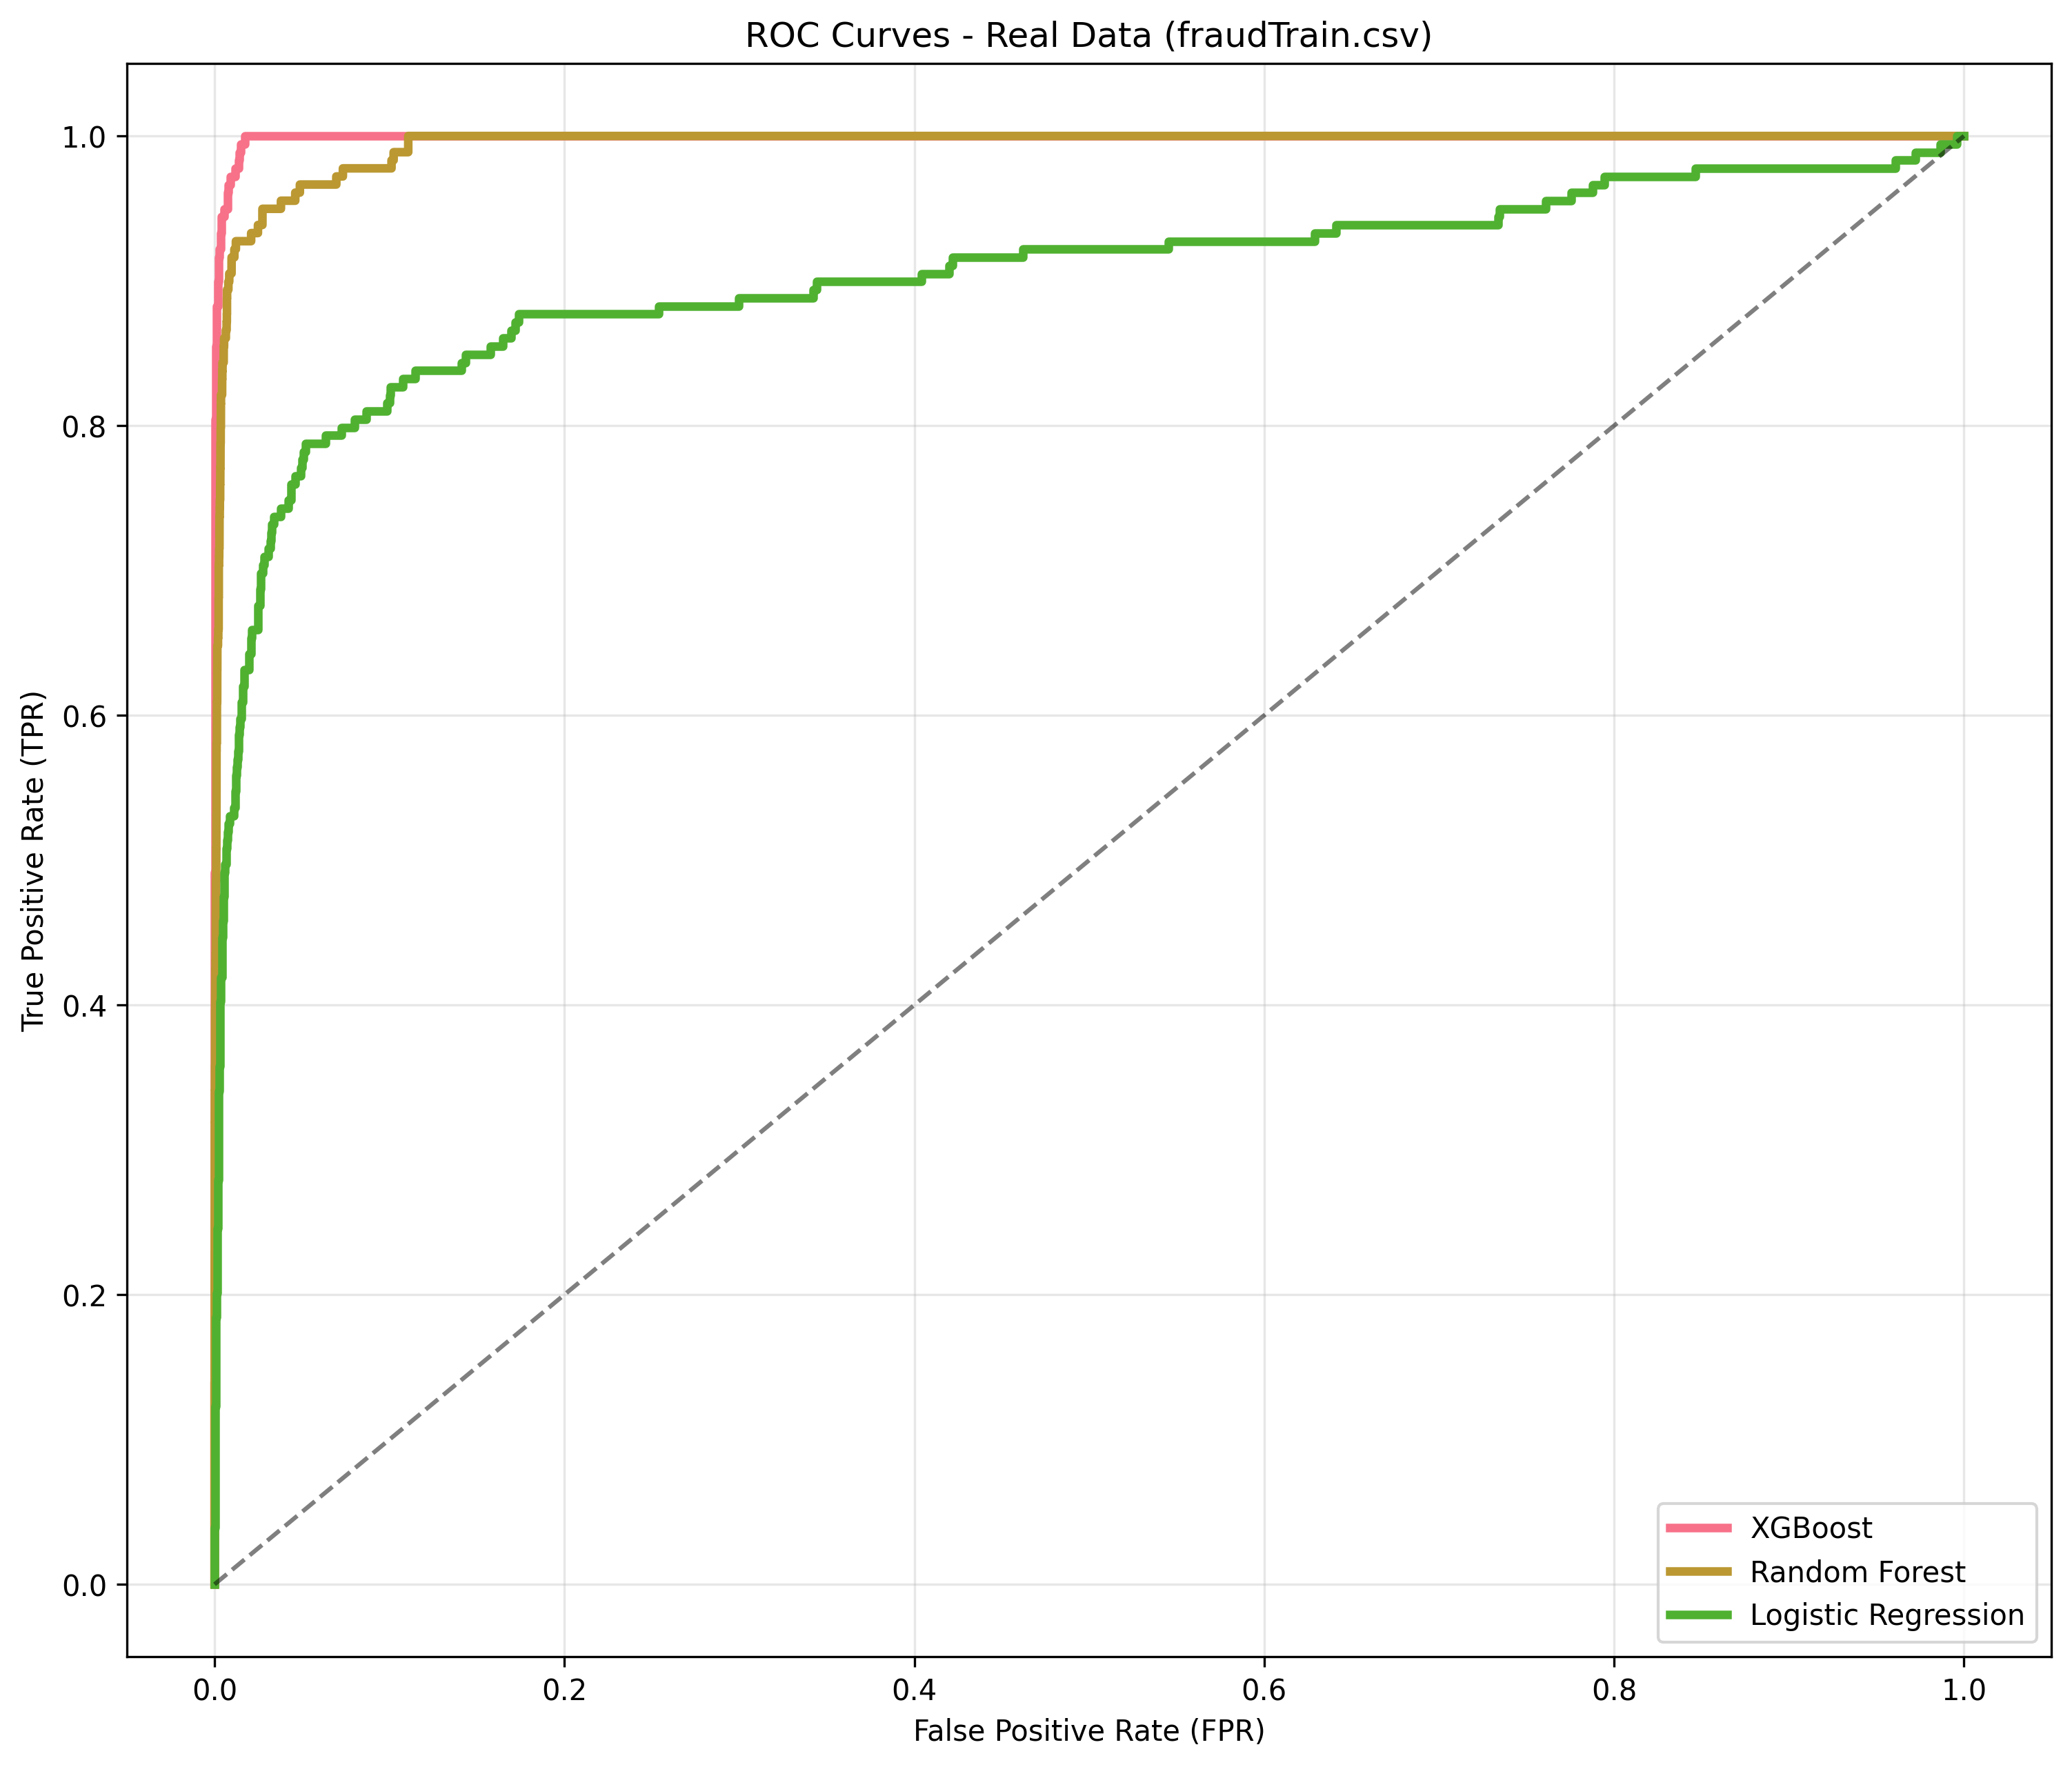 ROC Curves - Real Data (fraudTrain.csv)
1.0
0.8
0.6
0.4
0.2
0.0
True Positive Rate (TPR)
0.0 0.2 0.4 0.6 0.8 1.0
False Positive Rate (FPR)
XGBoost
Random Forest
Logistic Regression